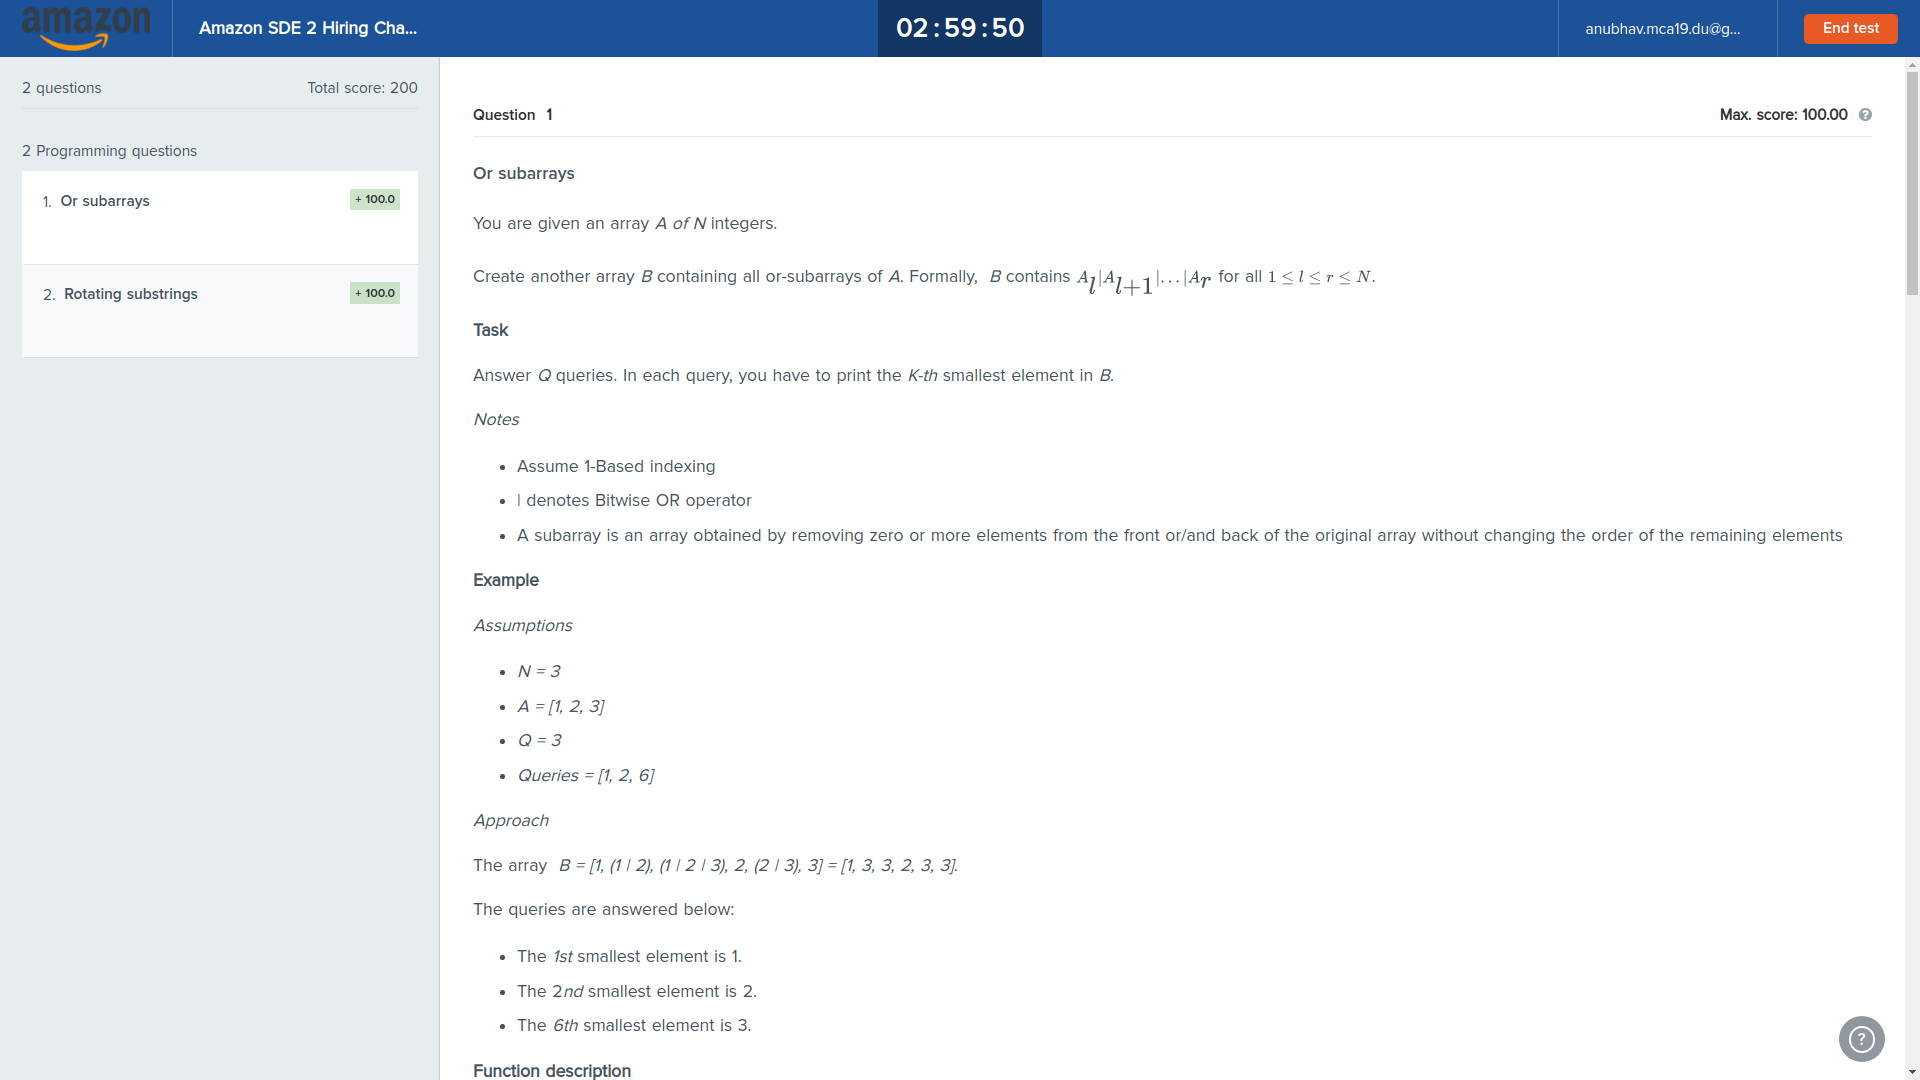 amazon
Amazon SDE 2 Hiring Cha...
02:59:50
anubhav.mca19.du@g...
End test
2 questions
Total score: 200
2 Programming questions
1. Or subarrays
+ 100.0
2. Rotating substrings
+ 100.0
Question 1
Max. score: 100.00 ?
Or subarrays
You are given an array A of N integers.
Create another array B containing all or-subarrays of A. Formally, B contains A_l|A_{l+1}|...|A_r for all 1 ≤ l ≤ r ≤ N.
Task
Answer Q queries. In each query, you have to print the K-th smallest element in B.
Notes
• Assume 1-Based indexing
• | denotes Bitwise OR operator
• A subarray is an array obtained by removing zero or more elements from the front or/and back of the original array without changing the order of the remaining elements
Example
Assumptions
• N = 3
• A = [1, 2, 3]
• Q = 3
• Queries = [1, 2, 6]
Approach
The array B = [1, (1 | 2), (1 | 2 | 3), 2, (2 | 3), 3] = [1, 3, 3, 2, 3, 3].
The queries are answered below:
• The 1st smallest element is 1.
• The 2nd smallest element is 2.
• The 6th smallest element is 3.
Function description
?